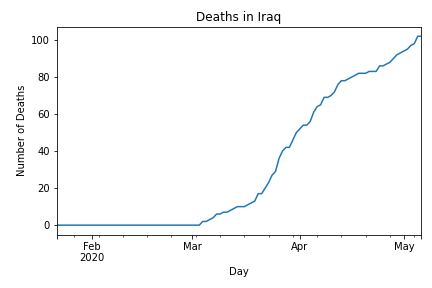 Deaths in Iraq
100
80
60
40
20
0
Number of Deaths
Feb
2020
Mar
Apr
May
Day